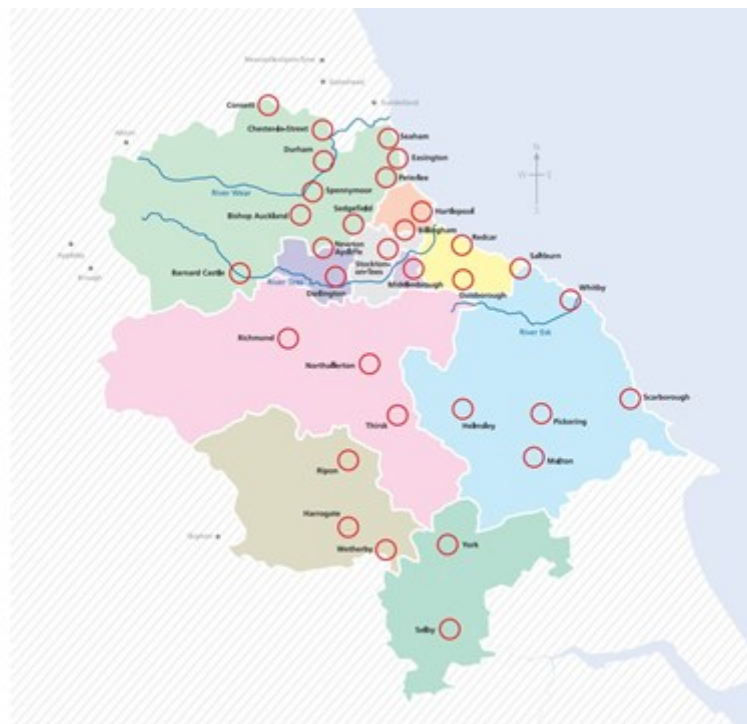 Newcastle upon Tyne
Gateshead
Sunderland
Consett
Chester-le-Street
Seaham
Alston
Durham
Easington
Peterlee
River Wear
Spennymoor
Bishop Auckland
Sedgefield
Hartlepool
Billingham
N
W
E
S
Redcar
Newton
Aycliffe
Stockton-
on-Tees
Saltburn
Appleby
Brough
Barnard Castle
River Tees
Darlington
Middlesbrough
Guisborough
Whitby
River Esk
Richmond
Northallerton
Scarborough
Thirsk
Helmsley
Pickering
Malton
Ripon
Harrogate
Skipton
Wetherby
York
Selby